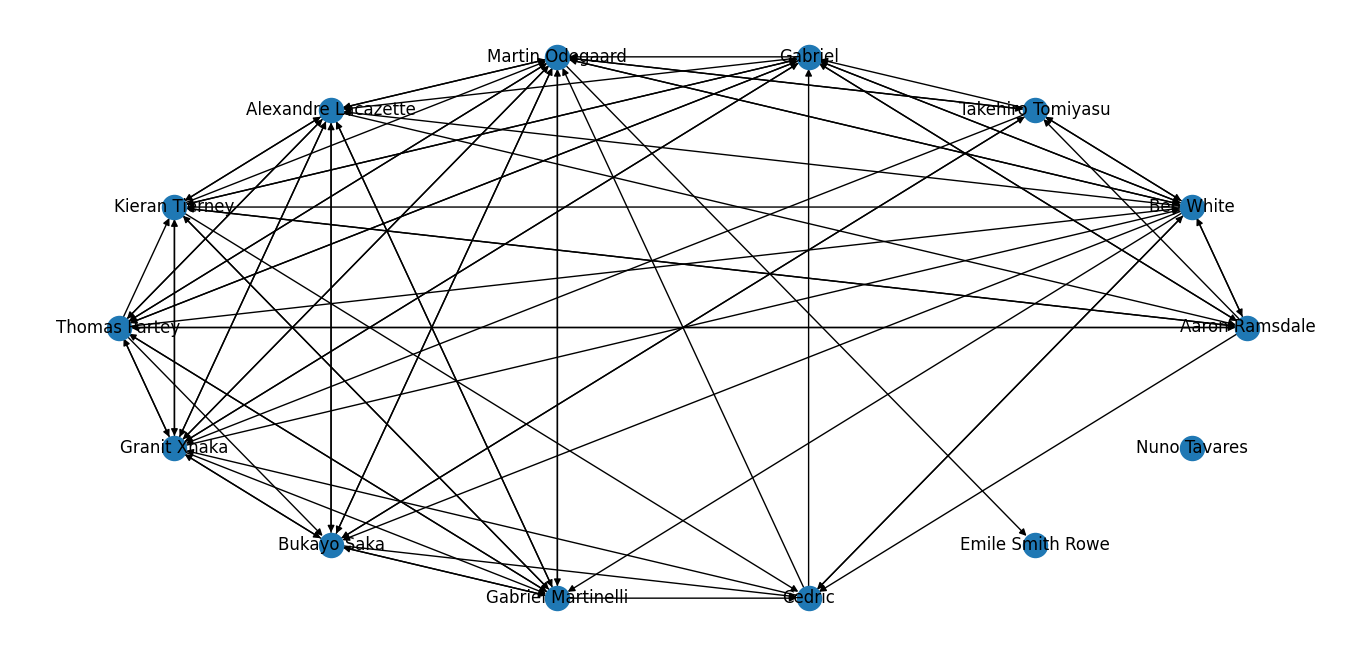 Martin Odegaard
Gabriel
Alexandre Lacazette
Takehiro Tomiyasu
Kieran Tierney
Ben White
Thomas Partey
Aaron Ramsdale
Granit Xhaka
Nuno Tavares
Bukayo Saka
Emile Smith Rowe
Gabriel Martinelli
Cedric